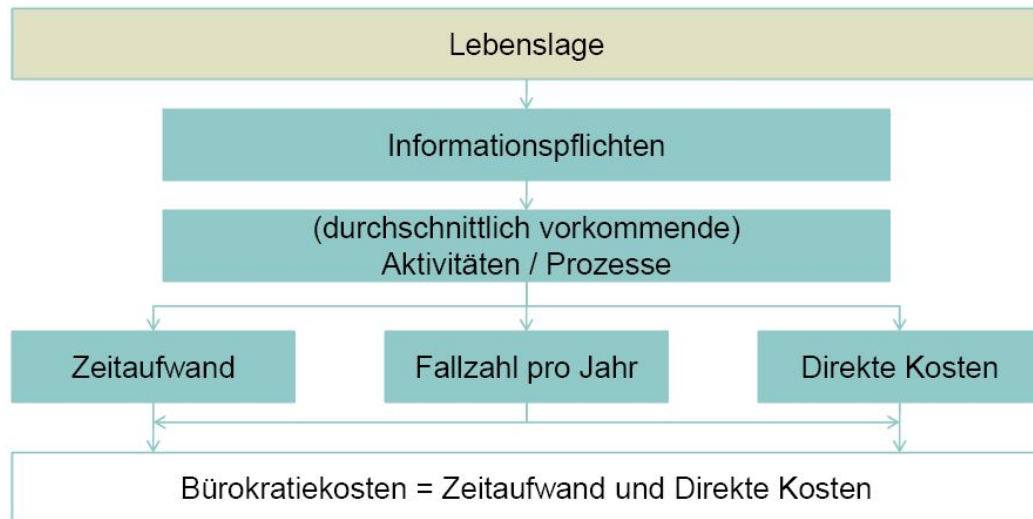 Lebenslage
Informationspflichten
(durchschnittlich vorkommende)
Aktivitäten / Prozesse
Zeitaufwand
Fallzahl pro Jahr
Direkte Kosten
Bürokratiekosten = Zeitaufwand und Direkte Kosten